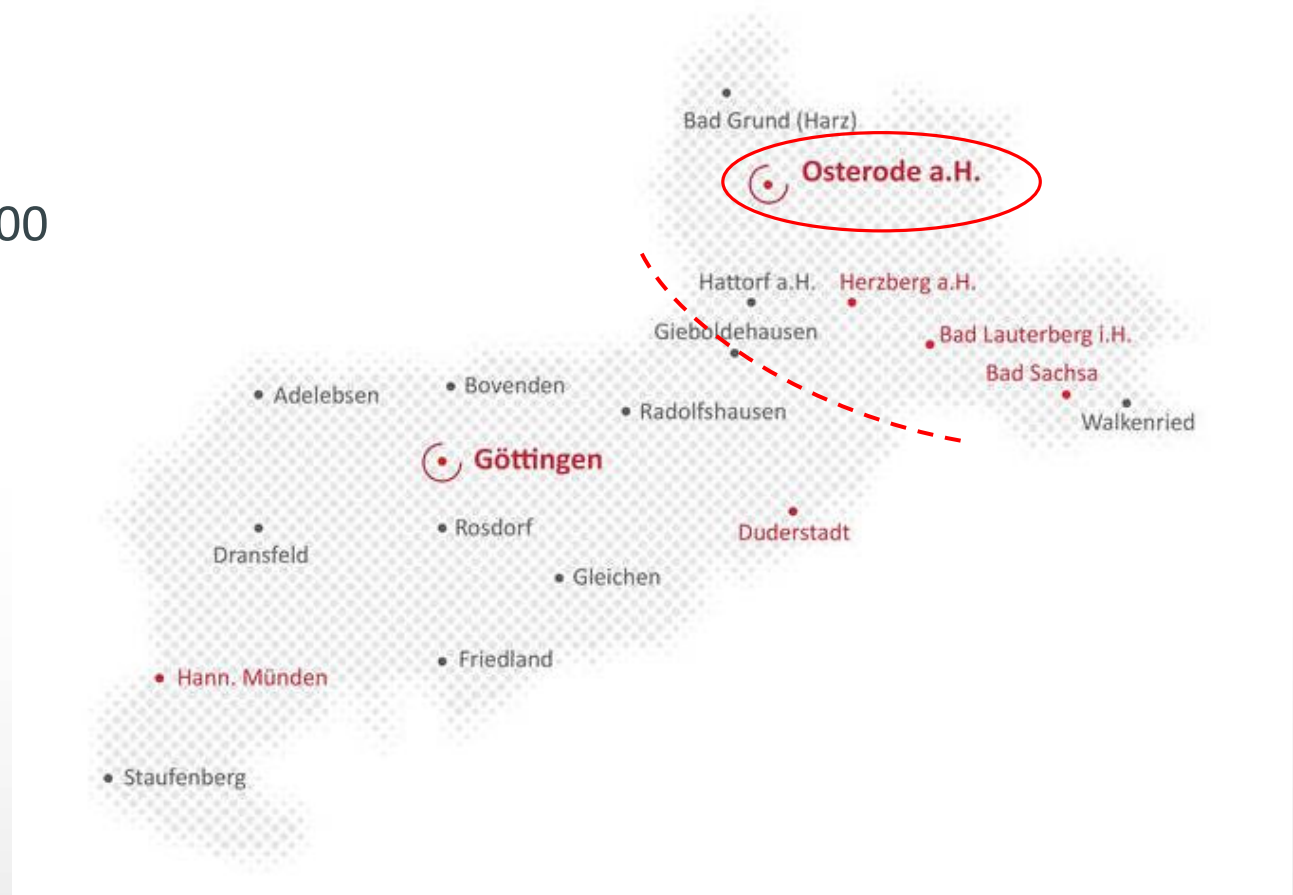 Bad Grund (Harz)
Osterode a.H.
00
Hattorf a.H.
Herzberg a.H.
Gieboldehausen
Bad Lauterberg i.H.
Bad Sachsa
Adelebsen
Bovenden
Radolfshausen
Walkenried
Göttingen
Rosdorf
Duderstadt
Dransfeld
Gleichen
Friedland
Hann. Münden
Staufenberg